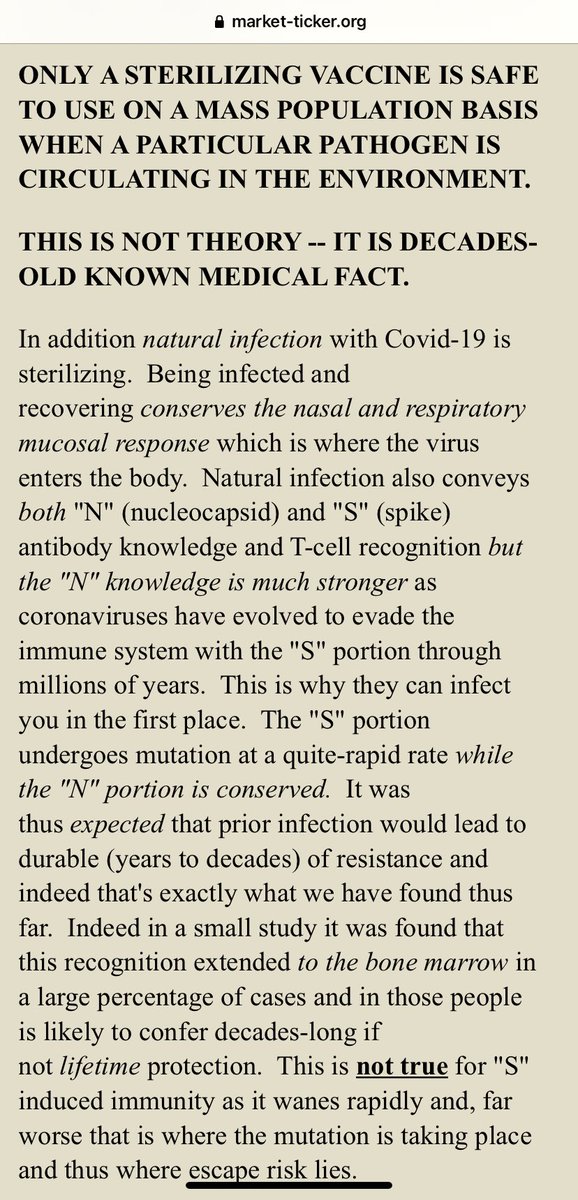 market-ticker.org
ONLY A STERILIZING VACCINE IS SAFE
TO USE ON A MASS POPULATION BASIS
WHEN A PARTICULAR PATHOGEN IS
CIRCULATING IN THE ENVIRONMENT.
THIS IS NOT THEORY -- IT IS DECADES-
OLD KNOWN MEDICAL FACT.
In addition natural infection with Covid-19 is
sterilizing.  Being infected and
recovering conserves the nasal and respiratory
mucosal response which is where the virus
enters the body.  Natural infection also conveys
both "N" (nucleocapsid) and "S" (spike)
antibody knowledge and T-cell recognition but
the "N" knowledge is much stronger as
coronaviruses have evolved to evade the
immune system with the "S" portion through
millions of years.  This is why they can infect
you in the first place.  The "S" portion
undergoes mutation at a quite-rapid rate while
the "N" portion is conserved.  It was
thus expected that prior infection would lead to
durable (years to decades) of resistance and
indeed that's exactly what we have found thus
far.  Indeed in a small study it was found that
this recognition extended to the bone marrow in
a large percentage of cases and in those people
is likely to confer decades-long if
not lifetime protection.  This is not true for "S"
induced immunity as it wanes rapidly and, far
worse that is where the mutation is taking place
and thus where escape risk lies.